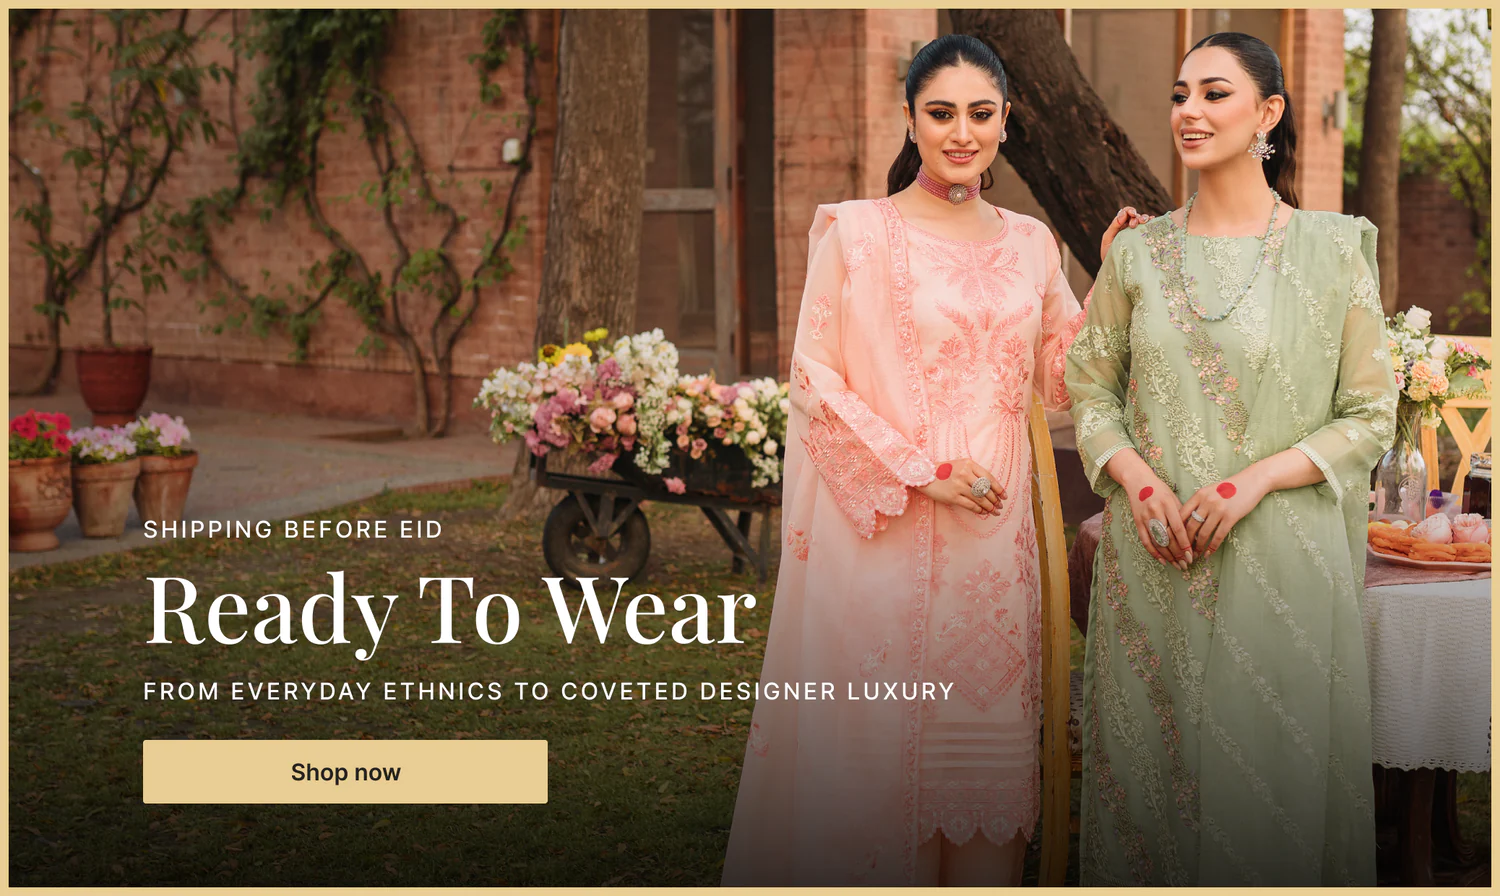 SHIPPING BEFORE EID
Ready To Wear
FROM EVERYDAY ETHNICS TO COVETED DESIGNER LUXURY
Shop now